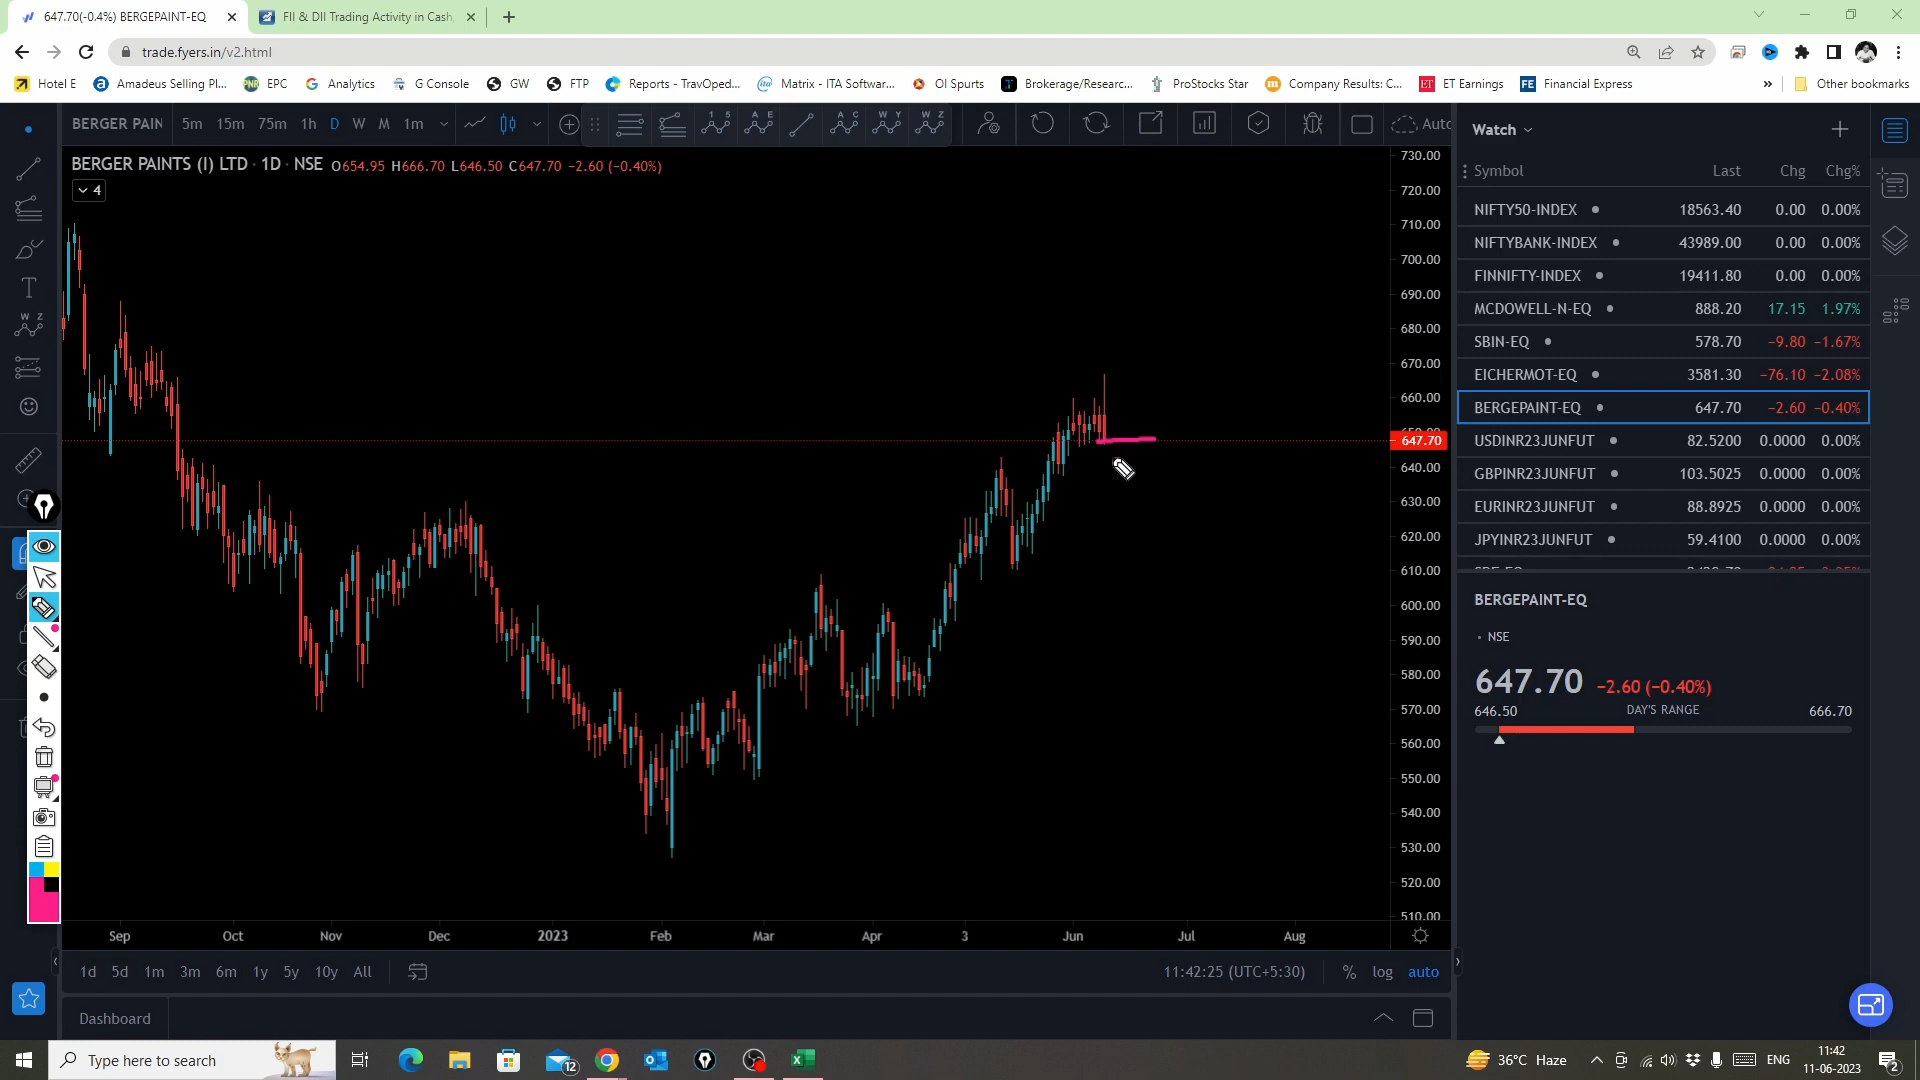 647.70(-0.4%) BERGEPAINT-EQ
FII & DII Trading Activity in Cash,
trade.fyers.in/v2.html
Hotel E
Amadeus Selling Pl...
EPC
Analytics
G Console
GW
FTP
Reports - TravOped...
Matrix - ITA Softwar...
OI Spurts
Brokerage/Researc...
ProStocks Star
Company Results: C...
ET Earnings
Financial Express
»
Other bookmarks
BERGER PAIN 5m 15m 75m 1h D W M 1m
Auto
BERGER PAINTS (I) LTD · 1D · NSE O654.95 H666.70 L646.50 C647.70 −2.60 (−0.40%)
4
730.00
720.00
710.00
700.00
690.00
680.00
670.00
660.00
647.70
640.00
630.00
620.00
610.00
600.00
590.00
580.00
570.00
560.00
550.00
540.00
530.00
520.00
510.00
Sep Oct Nov Dec 2023 Feb Mar Apr 3 Jun Jul Aug
1d 5d 1m 3m 6m 1y 5y 10y All
11:42:25 (UTC+5:30) % log auto
Dashboard
Watch
Symbol Last Chg Chg%
NIFTY50-INDEX 18563.40 0.00 0.00%
NIFTYBANK-INDEX 43989.00 0.00 0.00%
FINNIFTY-INDEX 19411.80 0.00 0.00%
MCDOWELL-N-EQ 888.20 17.15 1.97%
SBIN-EQ 578.70 −9.80 −1.67%
EICHERMOT-EQ 3581.30 −76.10 −2.08%
BERGEPAINT-EQ 647.70 −2.60 −0.40%
USDINR23JUNFUT 82.5200 0.0000 0.00%
GBPINR23JUNFUT 103.5025 0.0000 0.00%
EURINR23JUNFUT 88.8925 0.0000 0.00%
JPYINR23JUNFUT 59.4100 0.0000 0.00%
BERGEPAINT-EQ
• NSE
647.70 −2.60 (−0.40%)
646.50 DAY'S RANGE 666.70
Type here to search
12
36°C Haze
ENG
11:42
11-06-2023
2